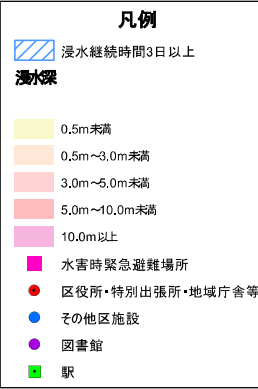 凡例
浸水継続時間3日以上
浸水深
0.5m未満
0.5m～3.0m未満
3.0m～5.0m未満
5.0m～10.0m未満
10.0m以上
水害時緊急避難場所
区役所・特別出張所・地域庁舎等
その他区施設
図書館
駅